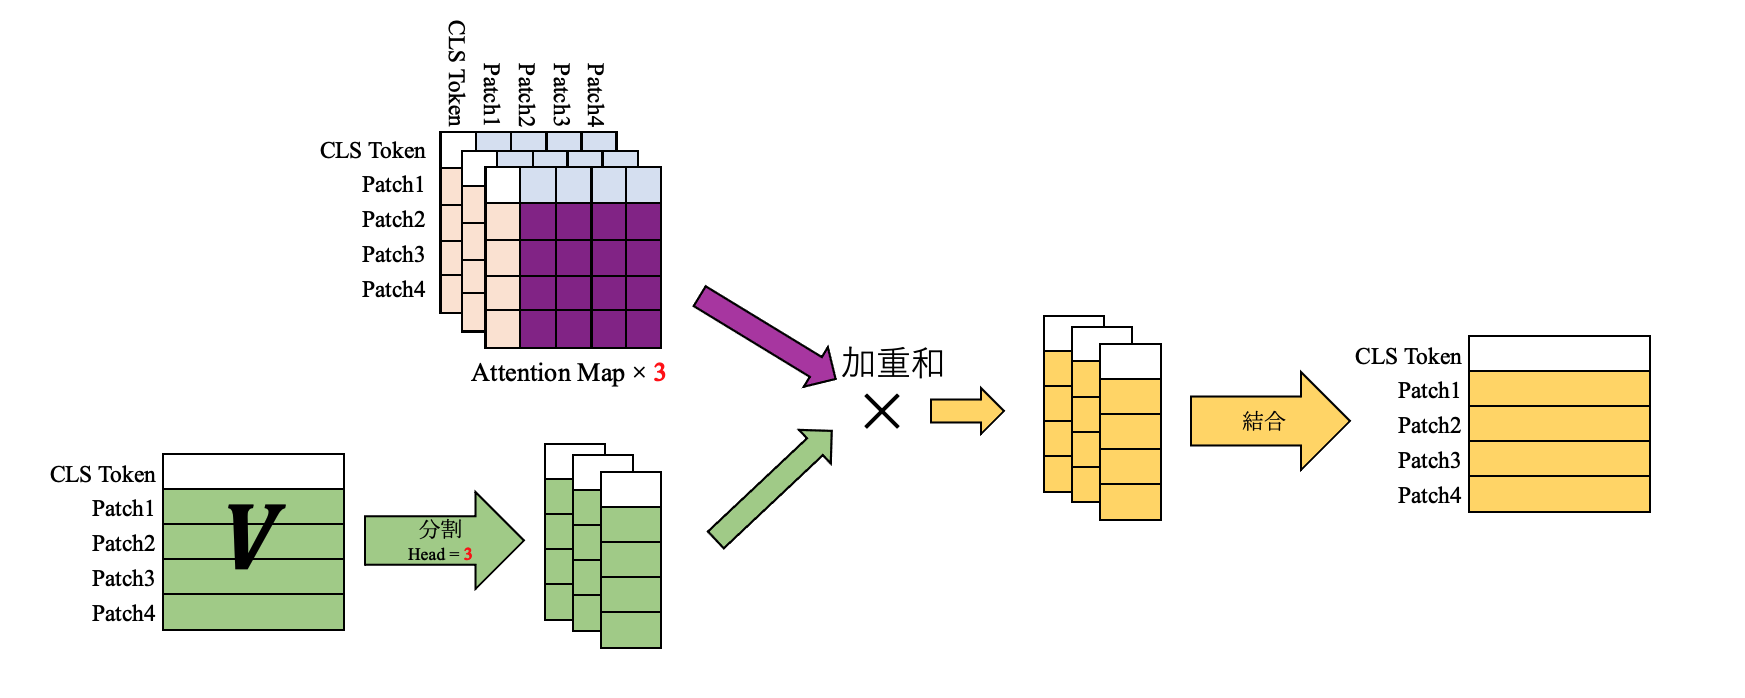 CLS Token
Patch1
Patch2
Patch3
Patch4
CLS Token
Patch1
Patch2
Patch3
Patch4
Attention Map × 3
加重和
×
CLS Token
Patch1
Patch2
Patch3
Patch4
V
分割
Head = 3
結合
CLS Token
Patch1
Patch2
Patch3
Patch4